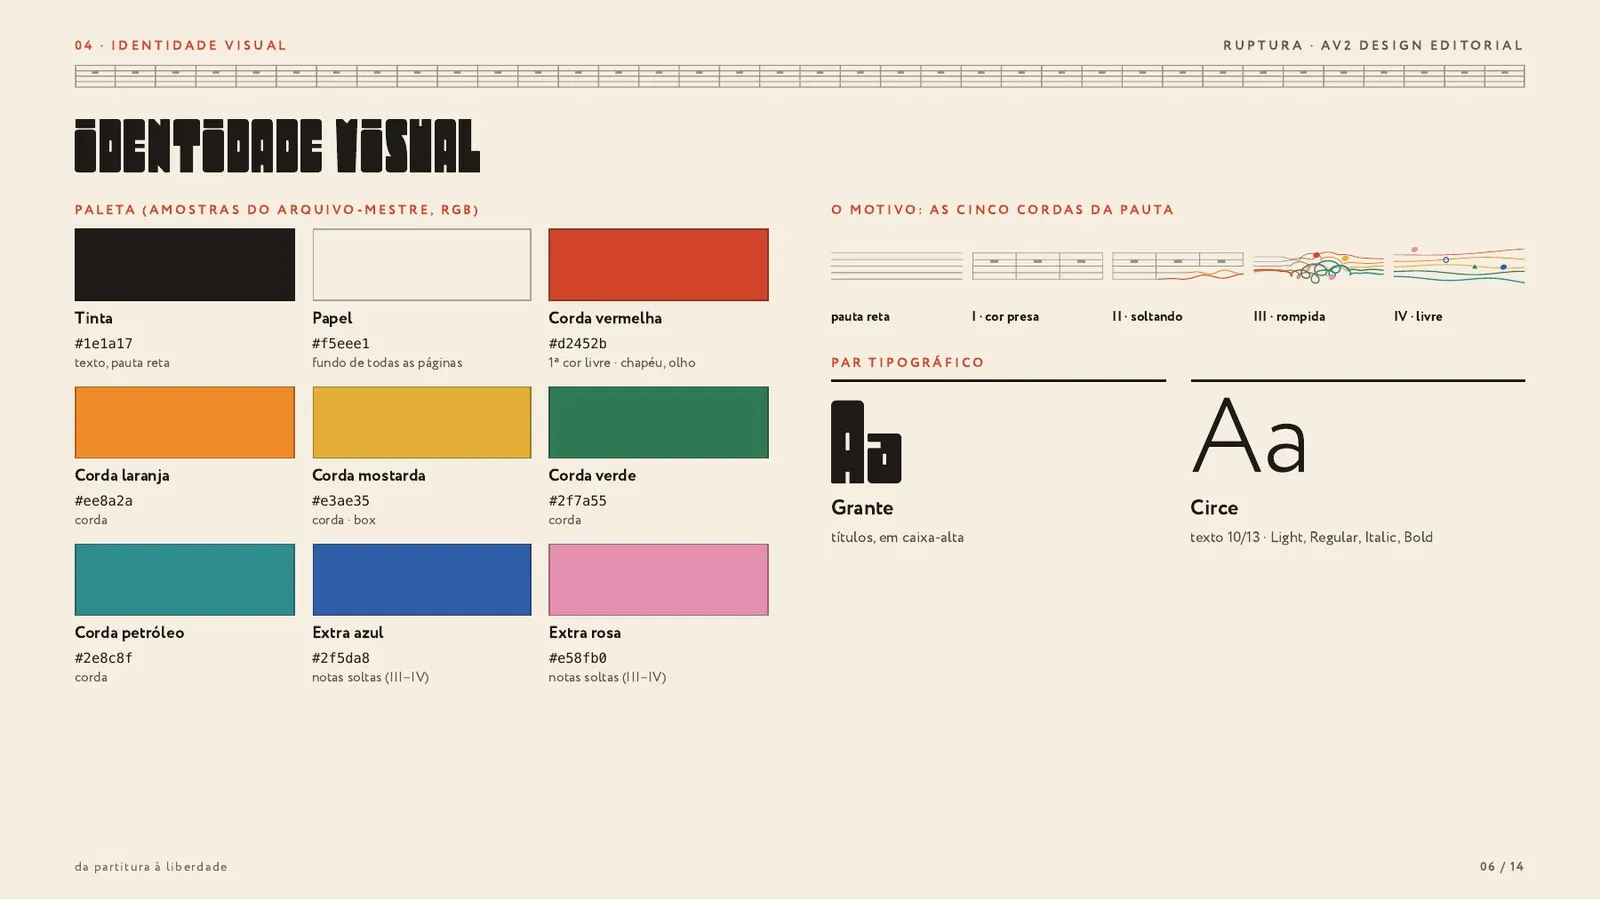 04 · IDENTIDADE VISUAL
RUPTURA · AV2 DESIGN EDITORIAL
IDENTIDADE VISUAL
PALETA (AMOSTRAS DO ARQUIVO-MESTRE, RGB)
Tinta
#1e1a17
texto, pauta reta
Papel
#f5eee1
fundo de todas as páginas
Corda vermelha
#d2452b
1ª cor livre · chapéu, olho
Corda laranja
#ee8a2a
corda
Corda mostarda
#e3ae35
corda · box
Corda verde
#2f7a55
corda
Corda petróleo
#2e8c8f
corda
Extra azul
#2f5da8
notas soltas (III–IV)
Extra rosa
#e58fb0
notas soltas (III–IV)
O MOTIVO: AS CINCO CORDAS DA PAUTA
pauta reta
I · cor presa
II · soltando
III · rompida
IV · livre
PAR TIPOGRÁFICO
Aa
Grante
títulos, em caixa-alta
Aa
Circe
texto 10/13 · Light, Regular, Italic, Bold
da partitura à liberdade
06 / 14